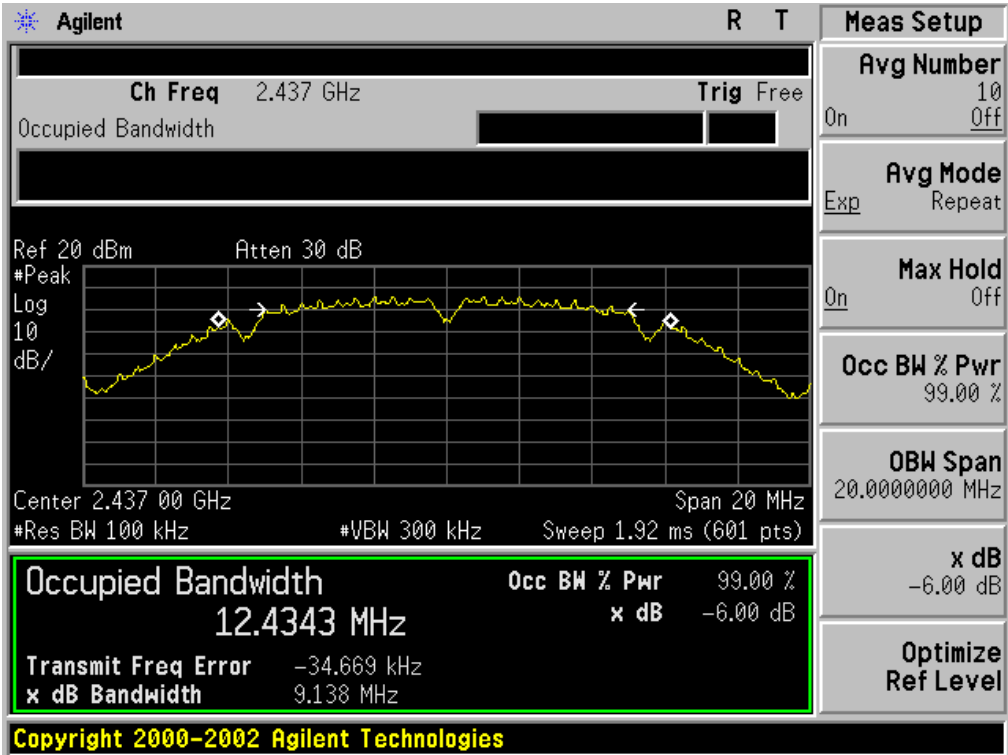 Agilent R T
Ch Freq 2.437 GHz Trig Free
Occupied Bandwidth
Ref 20 dBm Atten 30 dB
#Peak
Log
10
dB/
Center 2.437 00 GHz Span 20 MHz
#Res BW 100 kHz #VBW 300 kHz Sweep 1.92 ms (601 pts)
Occupied Bandwidth Occ BW % Pwr 99.00 %
12.4343 MHz x dB -6.00 dB
Transmit Freq Error -34.669 kHz
x dB Bandwidth 9.138 MHz
Copyright 2000-2002 Agilent Technologies
Meas Setup
Avg Number
10
On Off
Avg Mode
Exp Repeat
Max Hold
On Off
Occ BW % Pwr
99.00 %
OBW Span
20.0000000 MHz
x dB
-6.00 dB
Optimize
Ref Level